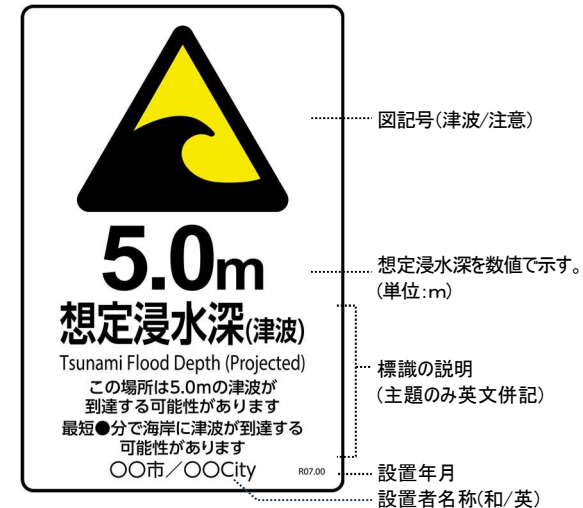 5.0m
想定浸水深(津波)
Tsunami Flood Depth (Projected)
この場所は5.0mの津波が
到達する可能性があります
最短●分で海岸に津波が到達する
可能性があります
〇〇市／〇〇City
R07.00
図記号(津波/注意)
想定浸水深を数値で示す。
(単位:m)
標識の説明
(主題のみ英文併記)
設置年月
設置者名称(和/英)